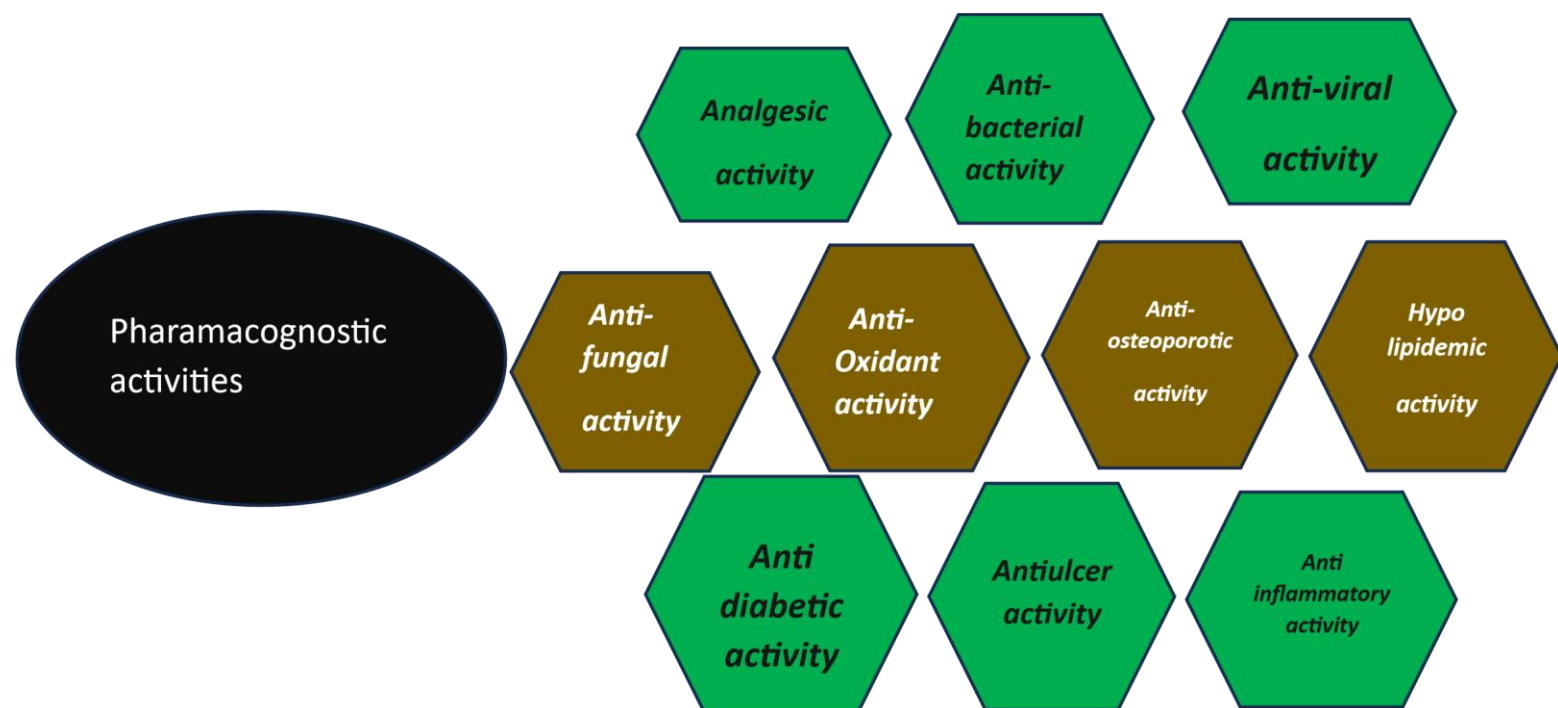 Pharamacognostic
activities
Analgesic
activity
Anti-
bacterial
activity
Anti-viral
activity
Anti-
fungal
activity
Anti-
Oxidant
activity
Anti-
osteoporotic
activity
Hypo
lipidemic
activity
Anti
diabetic
activity
Antiulcer
activity
Anti
inflammatory
activity